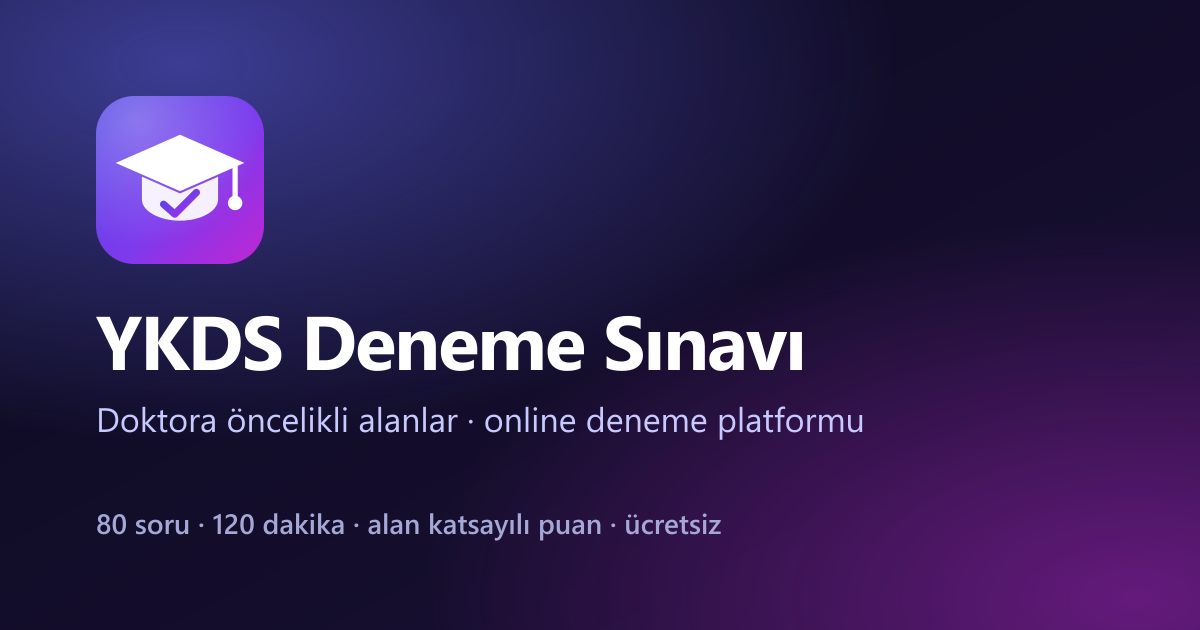 YKDS Deneme Sınavı
Doktora öncelikli alanlar · online deneme platformu
80 soru · 120 dakika · alan katsayılı puan · ücretsiz